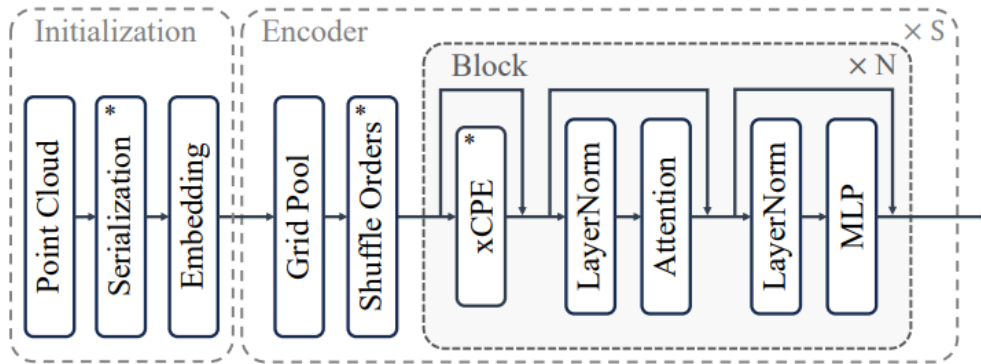 Initialization
Encoder
× S
Block
× N
Point Cloud
Serialization*
Embedding
Grid Pool
Shuffle Orders*
xCPE*
LayerNorm
Attention
LayerNorm
MLP